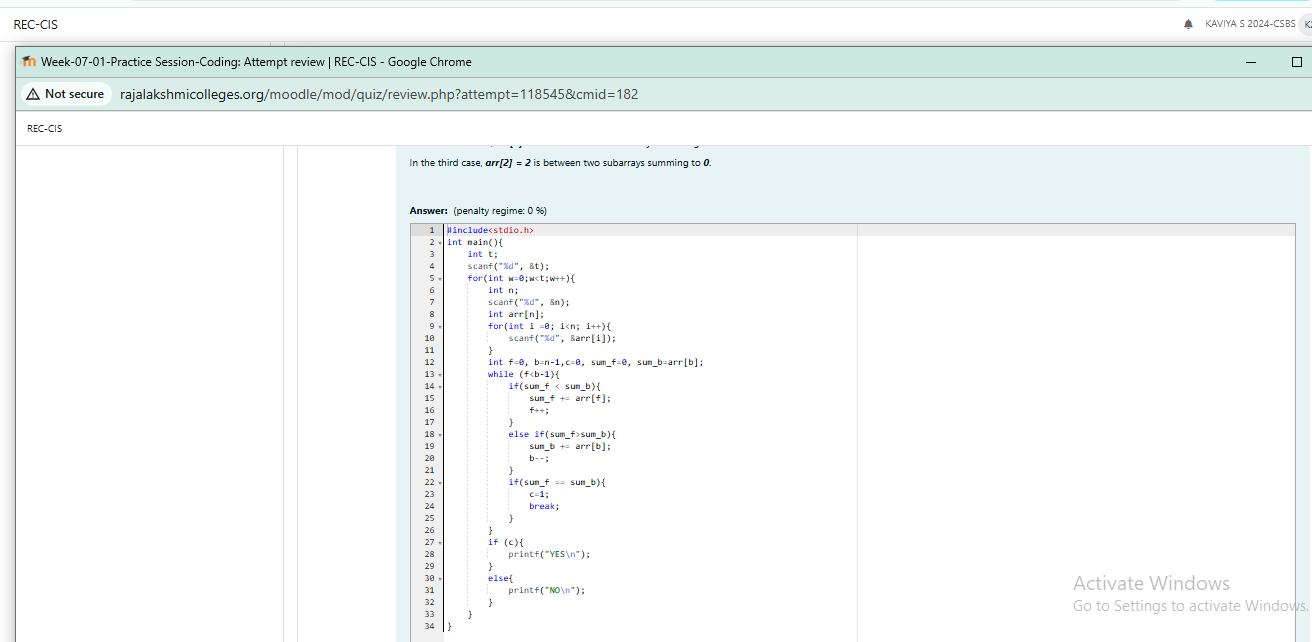 REC-CIS
KAVIYA S 2024-CSBS
Week-07-01-Practice Session-Coding: Attempt review | REC-CIS - Google Chrome
Not secure rajalakshmicolleges.org/moodle/mod/quiz/review.php?attempt=118545&cmid=182
REC-CIS
In the third case, arr[2] = 2 is between two subarrays summing to 0.
Answer: (penalty regime: 0 %)
1 #include<stdio.h>
2 int main(){
3 int t;
4 scanf("%d", &t);
5 for(int w=0;w<t;w++){
6 int n;
7 scanf("%d", &n);
8 int arr[n];
9 for(int i =0; i<n; i++){
10 scanf("%d", &arr[i]);
11 }
12 int f=0, b=n-1,c=0, sum_f=0, sum_b=arr[b];
13 while (f<b-1){
14 if(sum_f < sum_b){
15 sum_f += arr[f];
16 f++;
17 }
18 else if(sum_f>sum_b){
19 sum_b += arr[b];
20 b--;
21 }
22 if(sum_f == sum_b){
23 c=1;
24 break;
25 }
26 }
27 if (c){
28 printf("YES\n");
29 }
30 else{
31 printf("NO\n");
32 }
33 }
34 }
Activate Windows
Go to Settings to activate Windows.